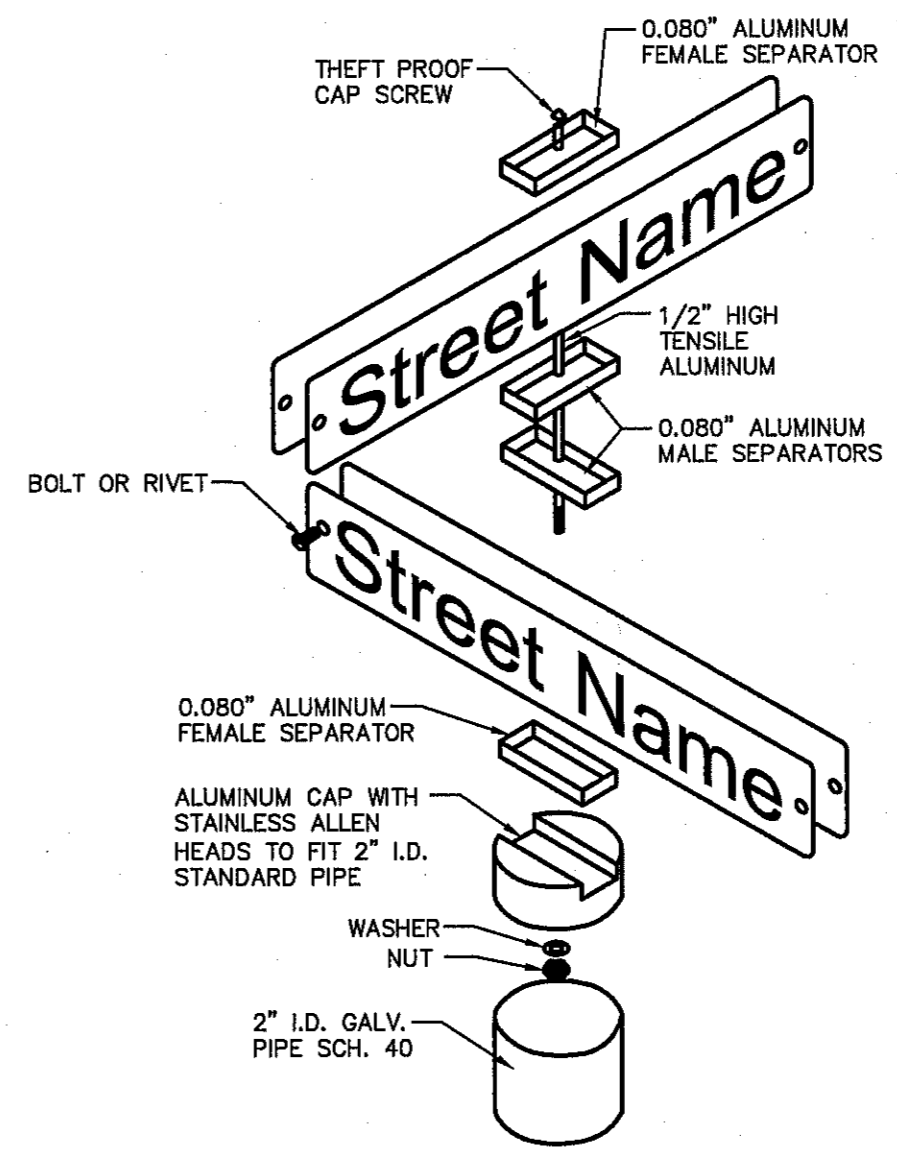 0.080" ALUMINUM
FEMALE SEPARATOR
THEFT PROOF
CAP SCREW
Street Name
1/2" HIGH
TENSILE
ALUMINUM
0.080" ALUMINUM
MALE SEPARATORS
BOLT OR RIVET
Street Name
0.080" ALUMINUM
FEMALE SEPARATOR
ALUMINUM CAP WITH
STAINLESS ALLEN
HEADS TO FIT 2" I.D.
STANDARD PIPE
WASHER
NUT
2" I.D. GALV.
PIPE SCH. 40